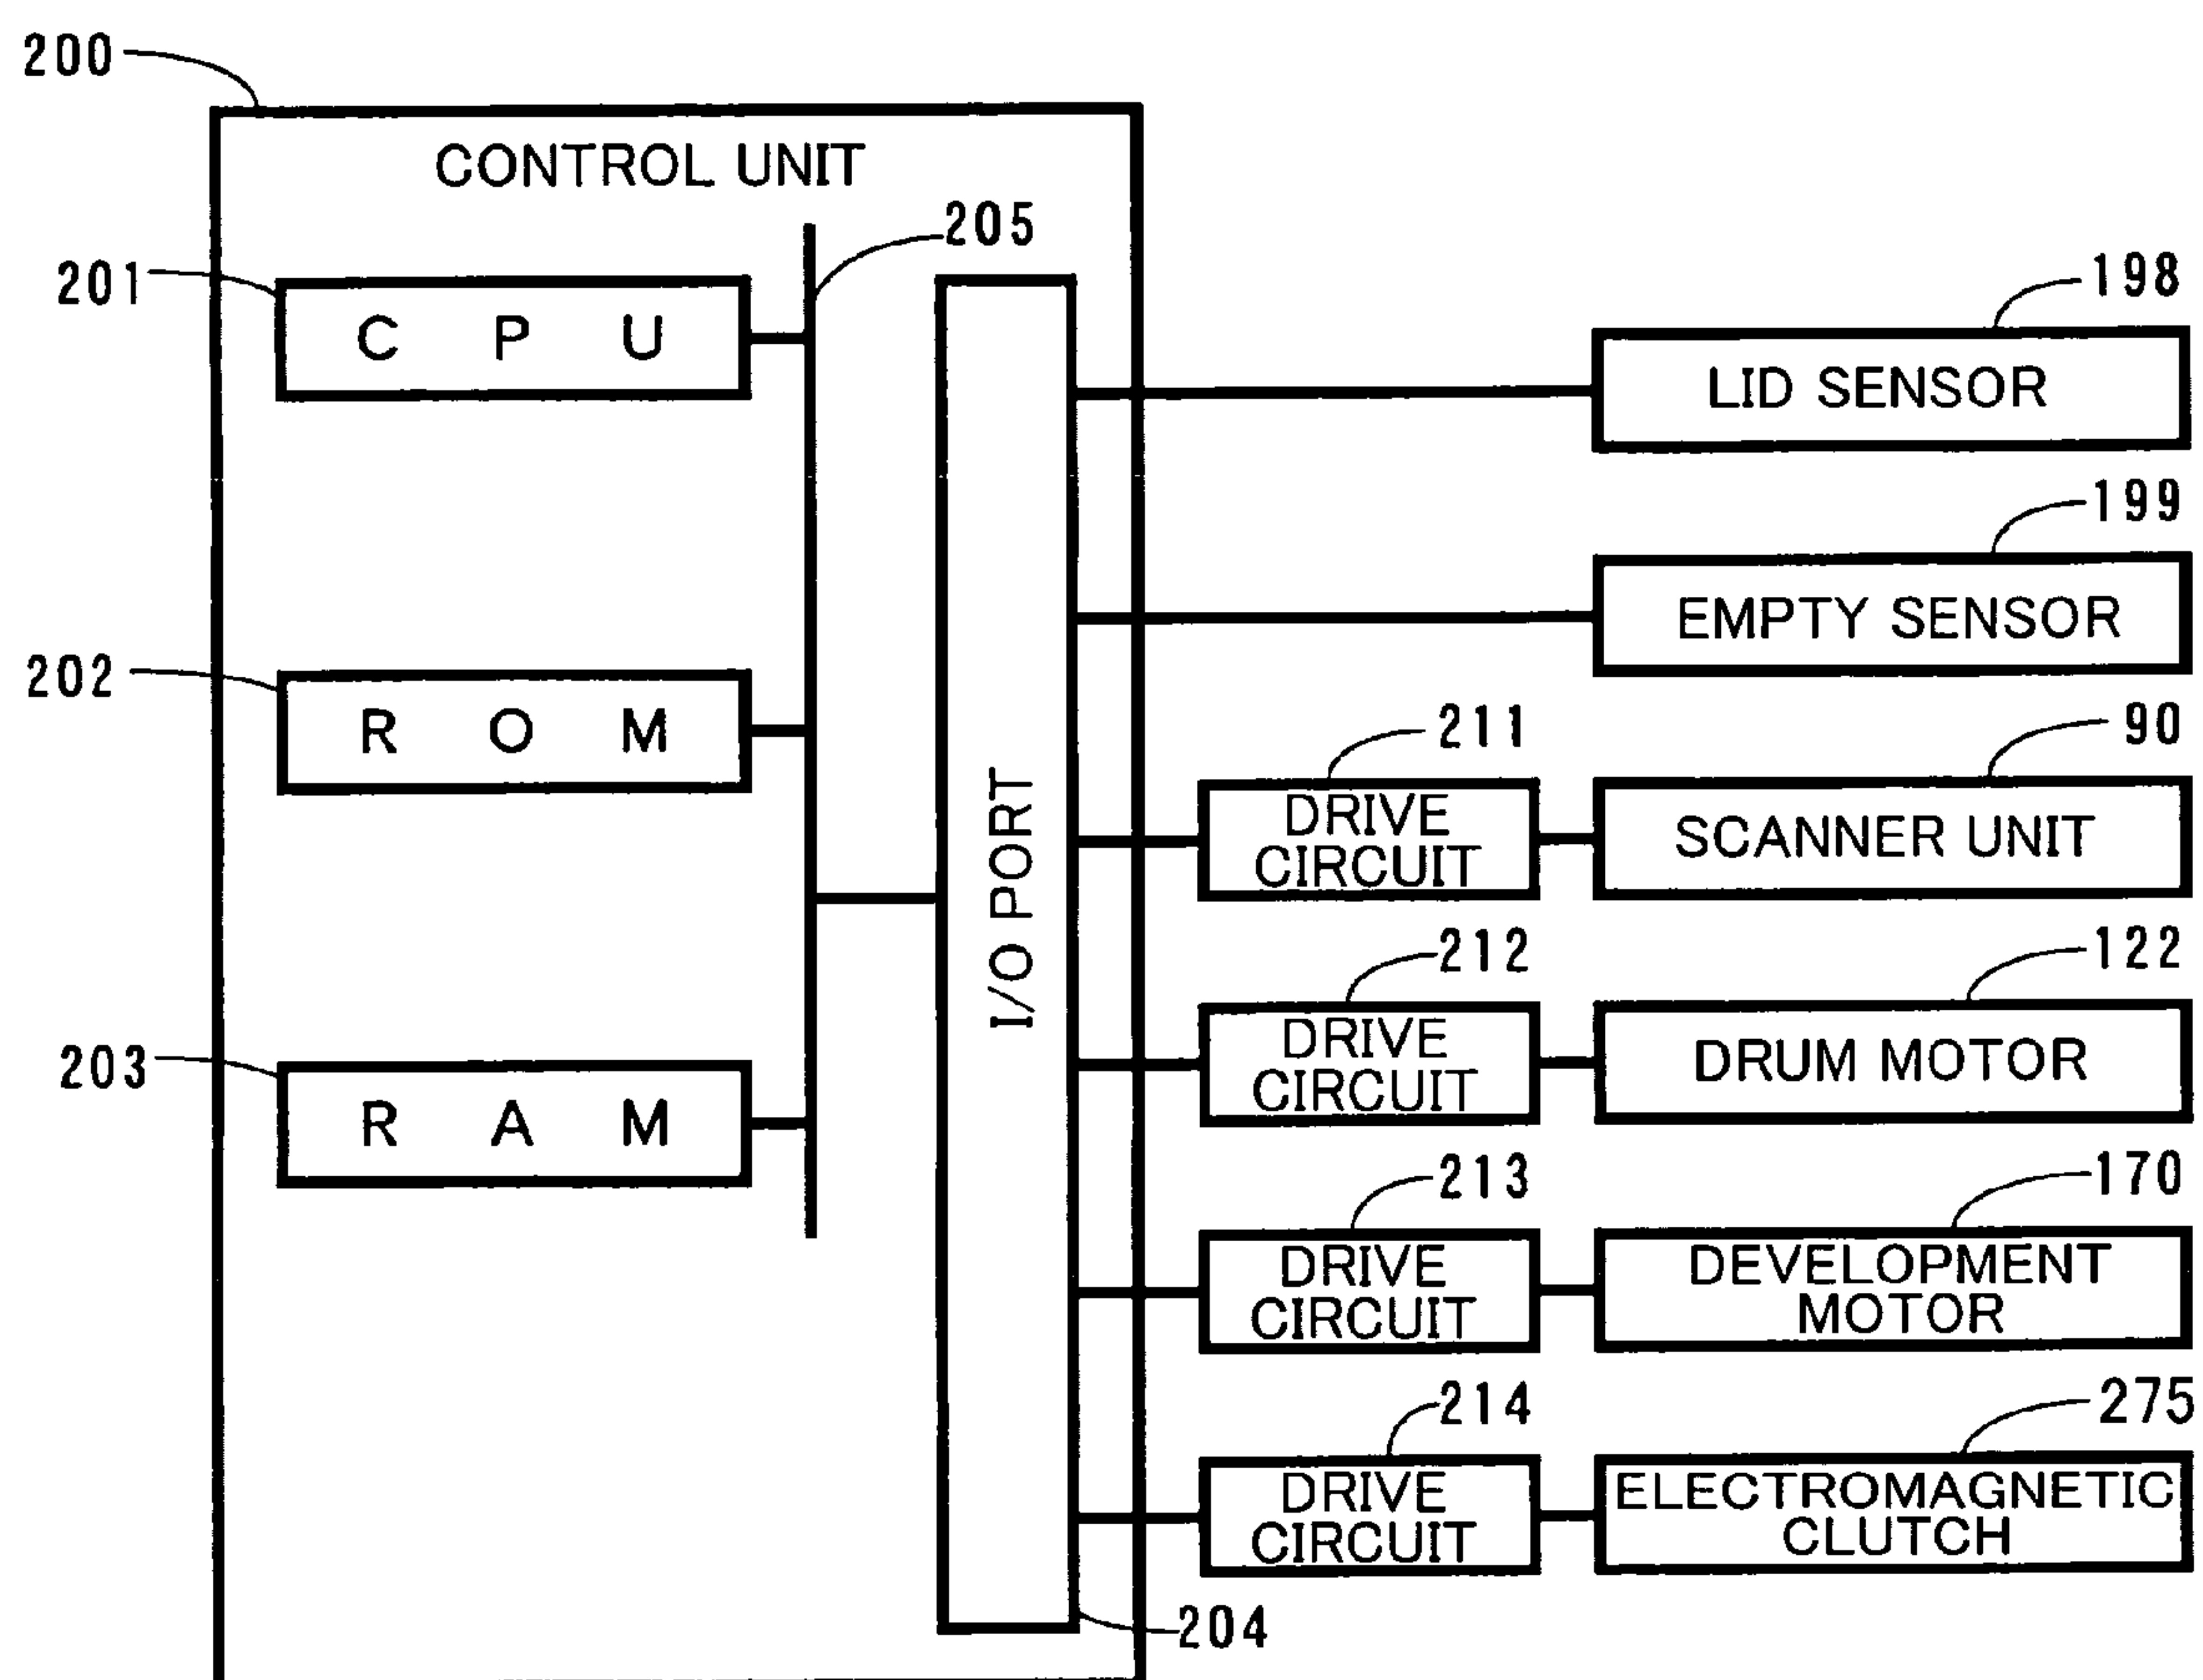 200
CONTROL UNIT
205
201
C P U
198
LID SENSOR
199
EMPTY SENSOR
202
R O M
211
90
DRIVE
CIRCUIT
SCANNER UNIT
I/O PORT
212
122
DRIVE
CIRCUIT
DRUM MOTOR
203
R A M
213
170
DRIVE
CIRCUIT
DEVELOPMENT
MOTOR
214
275
DRIVE
CIRCUIT
ELECTROMAGNETIC
CLUTCH
204